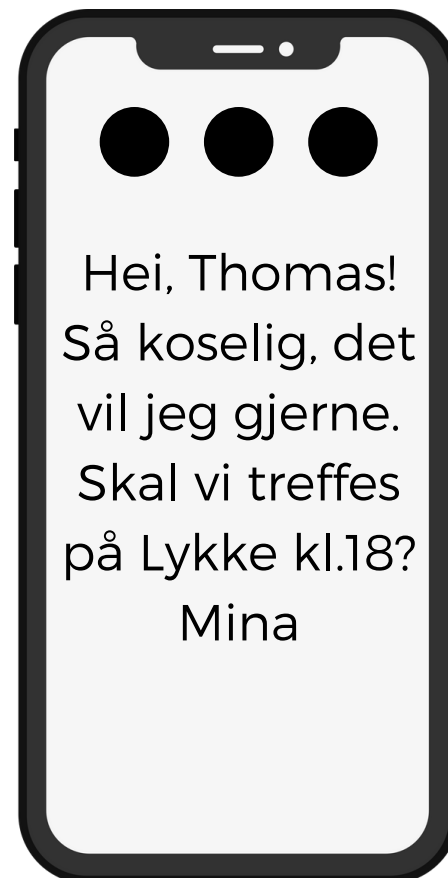 Hei, Thomas!
Så koselig, det
vil jeg gjerne.
Skal vi treffes
på Lykke kl.18?
Mina